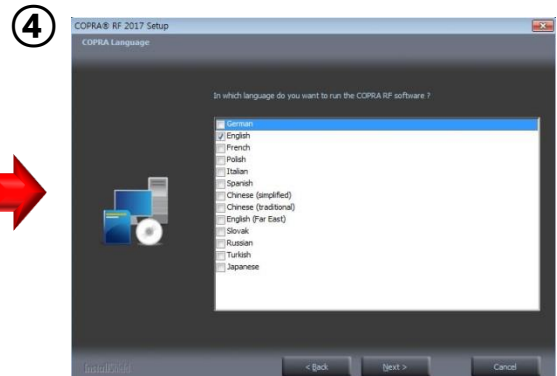 ④
COPRA® RF 2017 Setup
COPRA Language
In which language do you want to run the COPRA RF software ?
German
English
French
Polish
Italian
Spanish
Chinese (simplified)
Chinese (traditional)
English (Far East)
Slovak
Russian
Turkish
Japanese
InstallShield
< Back
Next >
Cancel